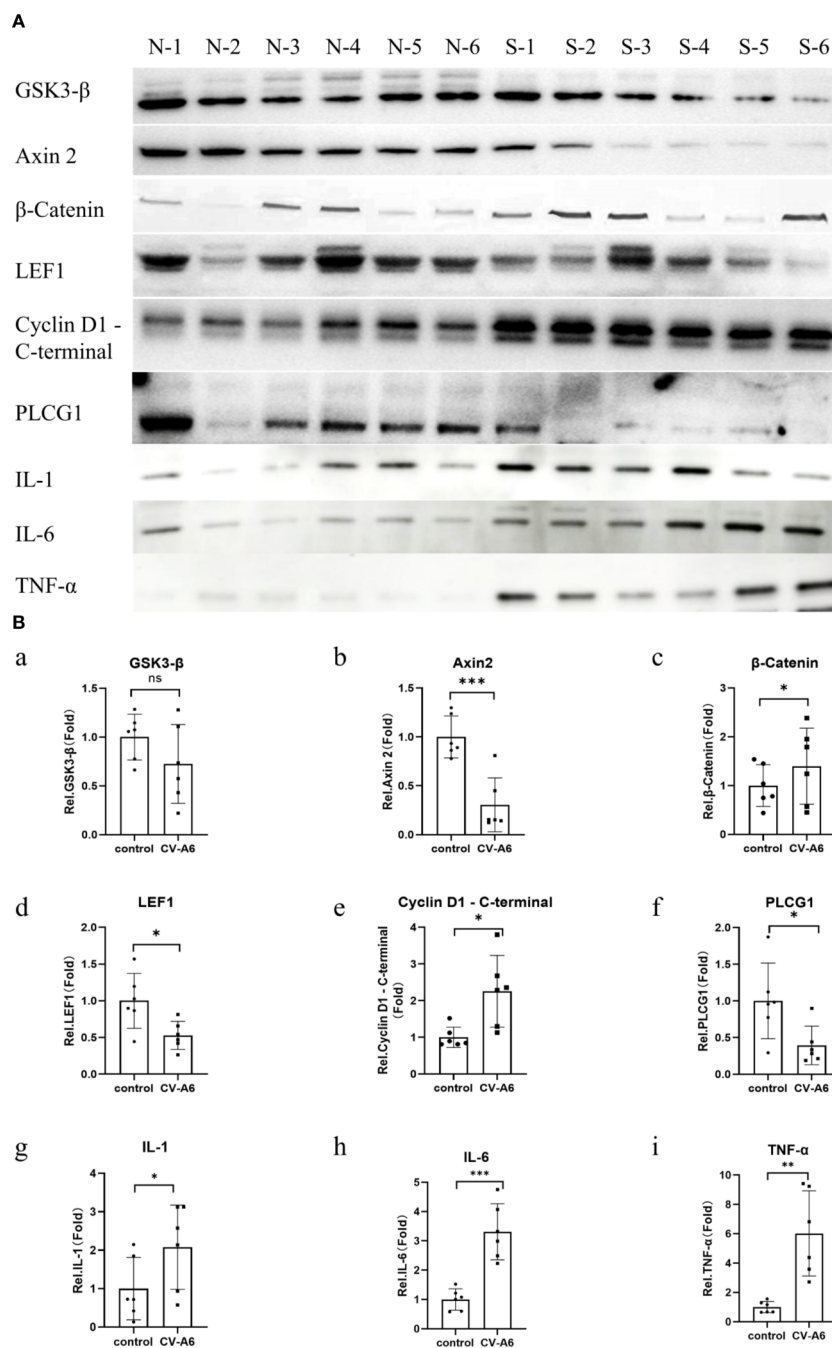 A
N-1 N-2 N-3 N-4 N-5 N-6 S-1 S-2 S-3 S-4 S-5 S-6
GSK3-β
Axin 2
β-Catenin
LEF1
Cyclin D1 -
C-terminal
PLCG1
IL-1
IL-6
TNF-α
B
a
GSK3-β
ns
Rel.GSK3-β(Fold)
1.5
1.0
0.5
0.0
control CV-A6
b
Axin2
***
Rel.Axin 2(Fold)
1.5
1.0
0.5
0.0
control CV-A6
c
β-Catenin
*
Rel.β-Catenin(Fold)
3
2
1
0
control CV-A6
d
LEF1
*
Rel.LEF1(Fold)
2.0
1.5
1.0
0.5
0.0
control CV-A6
e
Cyclin D1 - C-terminal
*
Rel.Cyclin D1 - C-terminal
(Fold)
4
3
2
1
0
control CV-A6
f
PLCG1
*
Rel.PLCG1(Fold)
2.0
1.5
1.0
0.5
0.0
control CV-A6
g
IL-1
*
Rel.IL-1(Fold)
4
3
2
1
0
control CV-A6
h
IL-6
***
Rel.IL-6(Fold)
5
4
3
2
1
0
control CV-A6
i
TNF-α
**
Rel.TNF-α(Fold)
10
8
6
4
2
0
control CV-A6